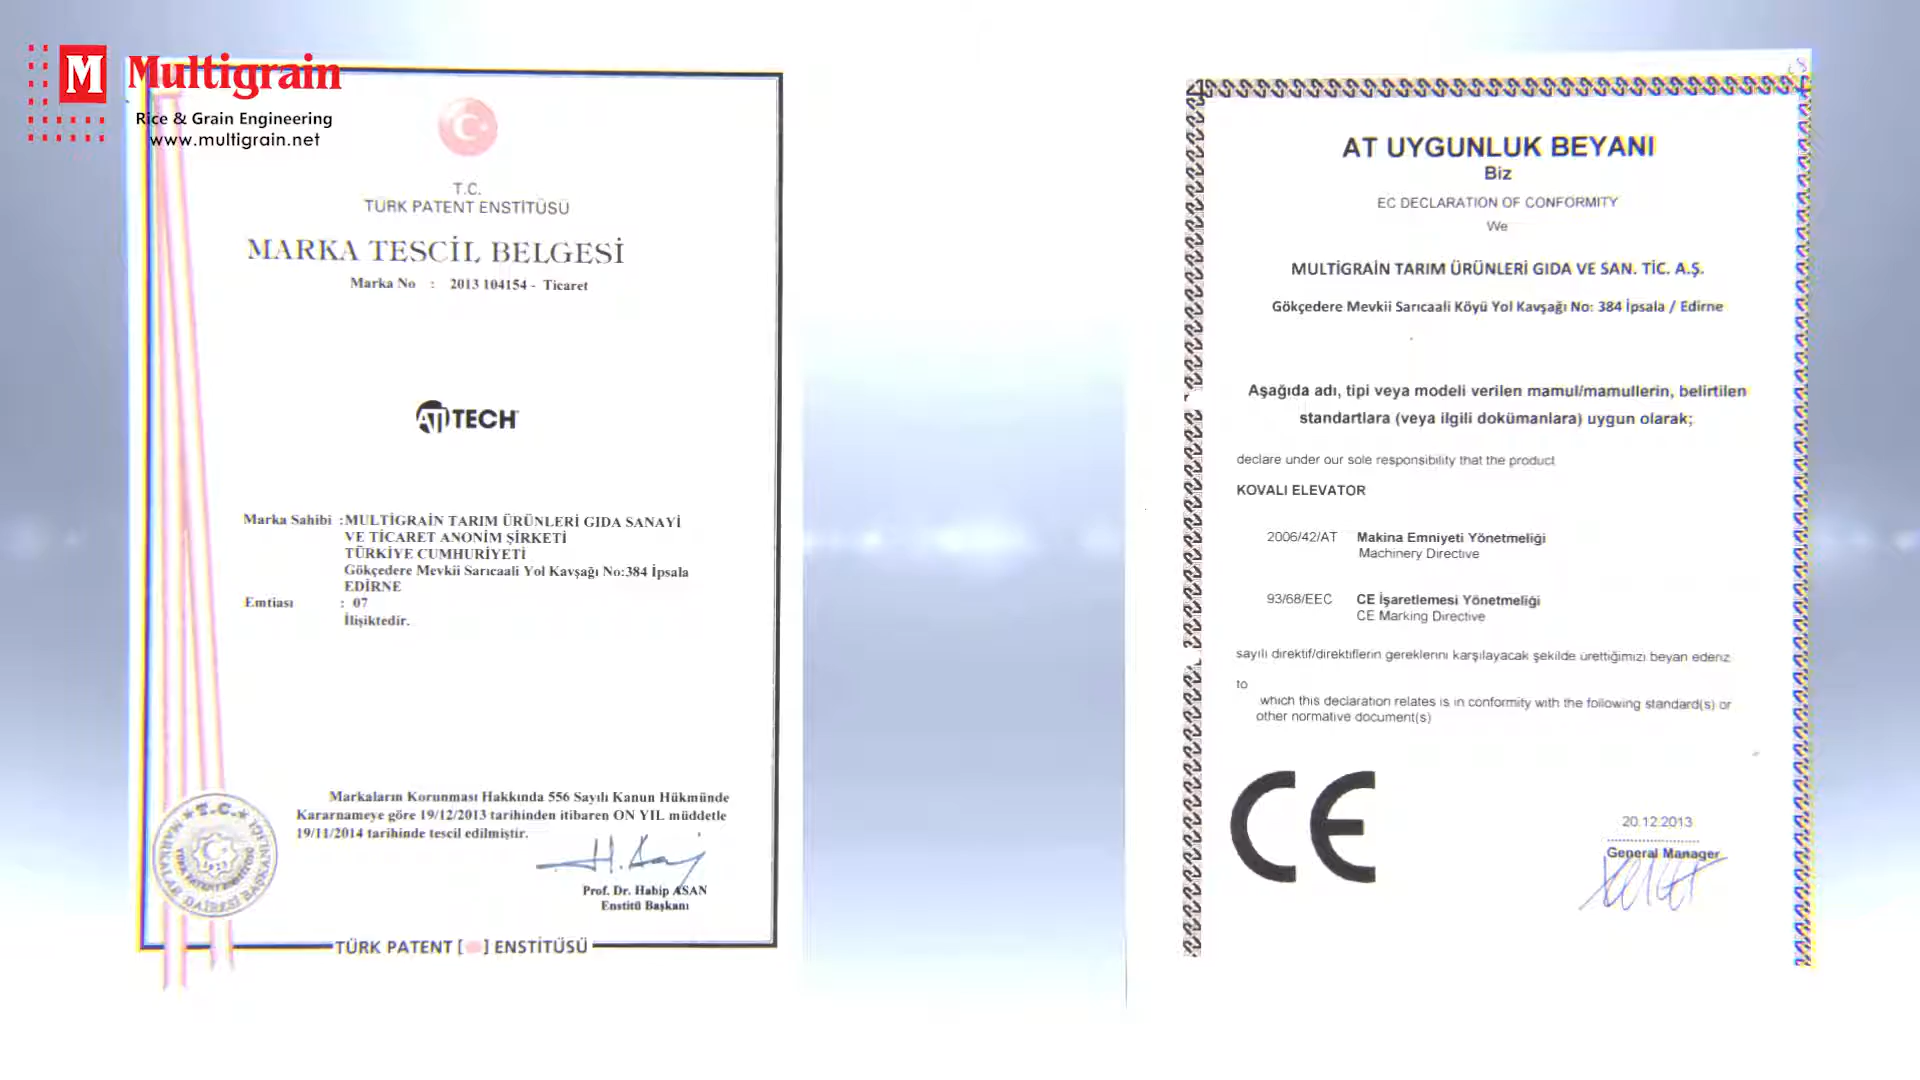 M Multigrain
Rice & Grain Engineering
www.multigrain.net
T.C.
TÜRK PATENT ENSTİTÜSÜ
MARKA TESCİL BELGESİ
Marka No : 2013 104154 - Ticaret
ATI TECH
Marka Sahibi :MULTİGRAİN TARIM ÜRÜNLERİ GIDA SANAYİ
VE TİCARET ANONİM ŞİRKETİ
TÜRKİYE CUMHURİYETİ
Gökçedere Mevkii Sarıcaali Yol Kavşağı No:384 İpsala
EDİRNE
Emtiası : 07
İlişiktedir.
Markaların Korunması Hakkında 556 Sayılı Kanun Hükmünde
Kararnameye göre 19/12/2013 tarihinden itibaren ON YIL müddetle
19/11/2014 tarihinde tescil edilmiştir.
Prof. Dr. Habip ASAN
Enstitü Başkanı
TÜRK PATENT [ ] ENSTİTÜSÜ
AT UYGUNLUK BEYANI
Biz
EC DECLARATION OF CONFORMITY
We
MULTİGRAİN TARIM ÜRÜNLERİ GIDA VE SAN. TİC. A.Ş.
Gökçedere Mevkii Sarıcaali Köyü Yol Kavşağı No: 384 İpsala / Edirne
Aşağıda adı, tipi veya modeli verilen mamul/mamullerin, belirtilen
standartlara (veya ilgili dokümanlara) uygun olarak;
declare under our sole responsibility that the product
KOVALI ELEVATOR
2006/42/AT Makina Emniyeti Yönetmeliği
Machinery Directive
93/68/EEC CE İşaretlemesi Yönetmeliği
CE Marking Directive
sayılı direktif/direktiflerin gereklerini karşılayacak şekilde ürettiğimizi beyan ederiz
to
which this declaration relates is in conformity with the following standard(s) or
other normative document(s)
CE
20.12.2013
General Manager